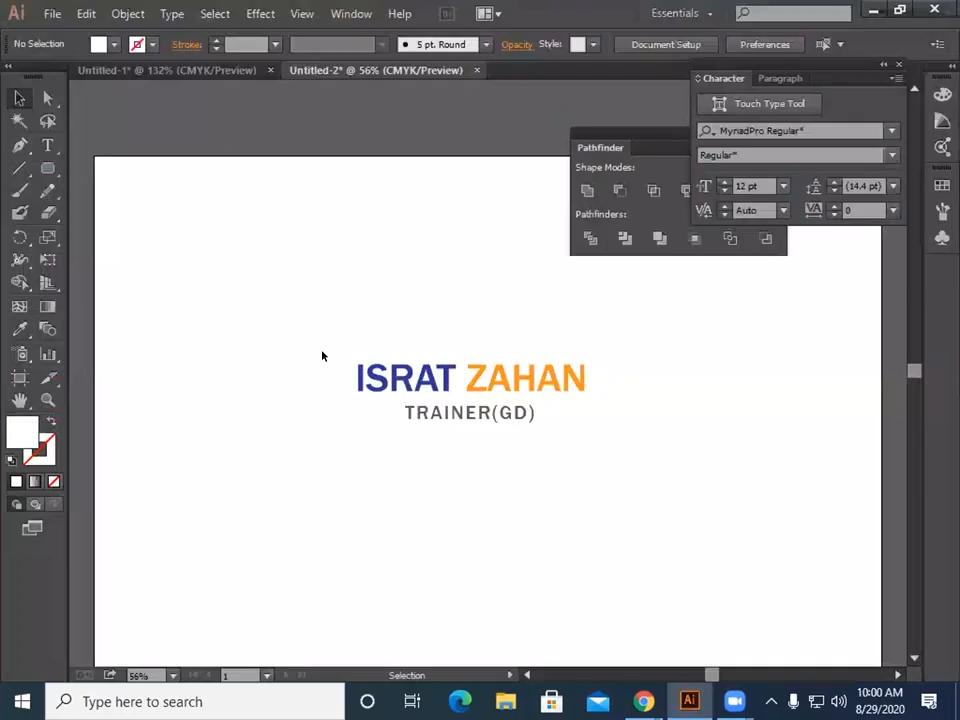 Ai File Edit Object Type Select Effect View Window Help Br Essentials
No Selection Stroke: 5 pt. Round Opacity Style: Document Setup Preferences
Untitled-1* @ 132% (CMYK/Preview) × Untitled-2* @ 56% (CMYK/Preview) ×
Character Paragraph
Touch Type Tool
MyriadPro Regular*
Regular*
12 pt (14.4 pt)
Auto 0
Pathfinder
Shape Modes:
Pathfinders:
ISRAT ZAHAN
TRAINER(GD)
56% 1 Selection
Type here to search
Ai
10:00 AM
8/29/2020